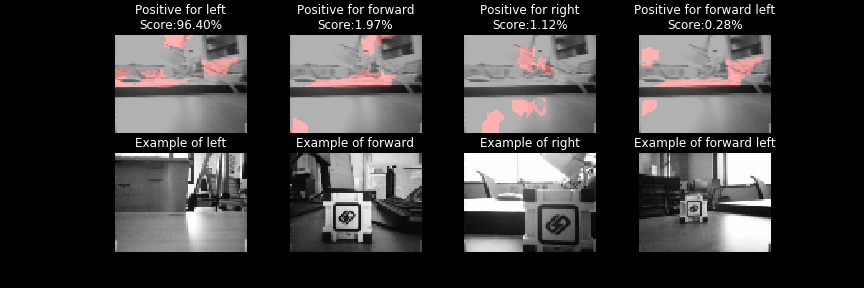 Positive for left
Score:96.40%
Positive for forward
Score:1.97%
Positive for right
Score:1.12%
Positive for forward left
Score:0.28%
Example of left
Example of forward
Example of right
Example of forward left